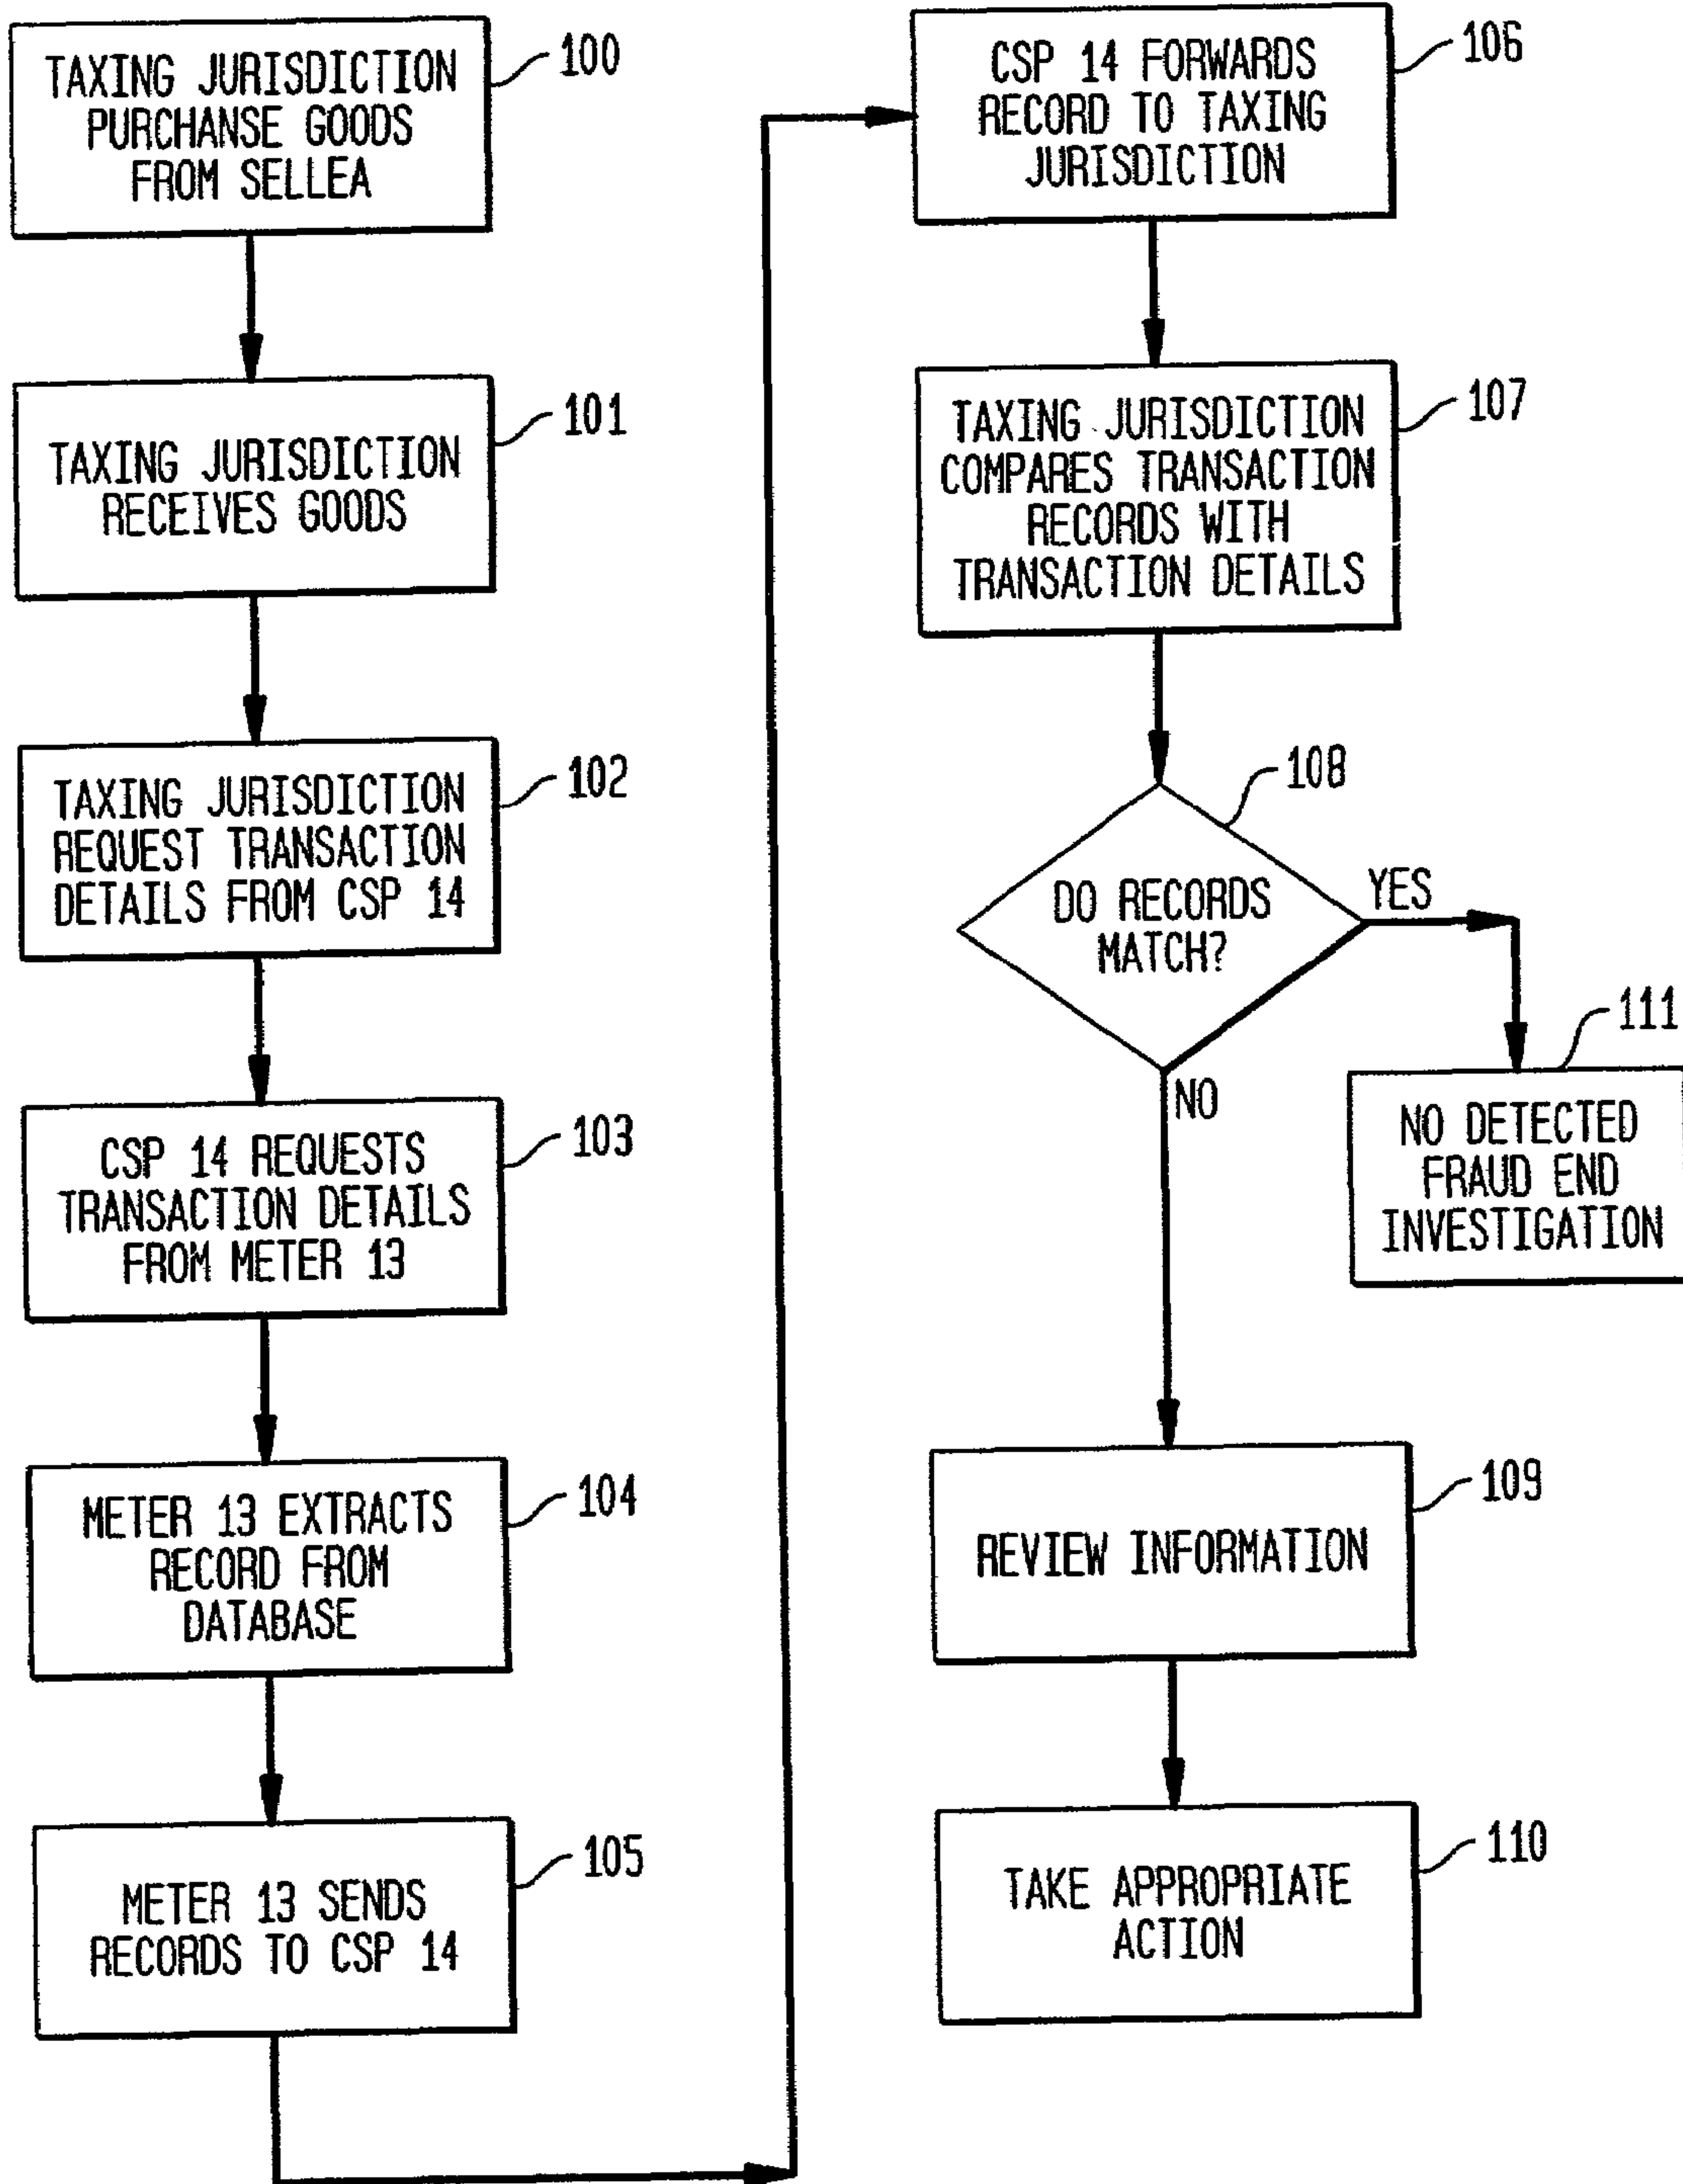 TAXING JURISDICTION
PURCHANSE GOODS
FROM SELLEA
100
TAXING JURISDICTION
RECEIVES GOODS
101
TAXING JURISDICTION
REQUEST TRANSACTION
DETAILS FROM CSP 14
102
CSP 14 REQUESTS
TRANSACTION DETAILS
FROM METER 13
103
METER 13 EXTRACTS
RECORD FROM
DATABASE
104
METER 13 SENDS
RECORDS TO CSP 14
105
CSP 14 FORWARDS
RECORD TO TAXING
JURISDICTION
106
TAXING JURISDICTION
COMPARES TRANSACTION
RECORDS WITH
TRANSACTION DETAILS
107
DO RECORDS
MATCH?
108
YES
NO
NO DETECTED
FRAUD END
INVESTIGATION
111
REVIEW INFORMATION
109
TAKE APPROPRIATE
ACTION
110